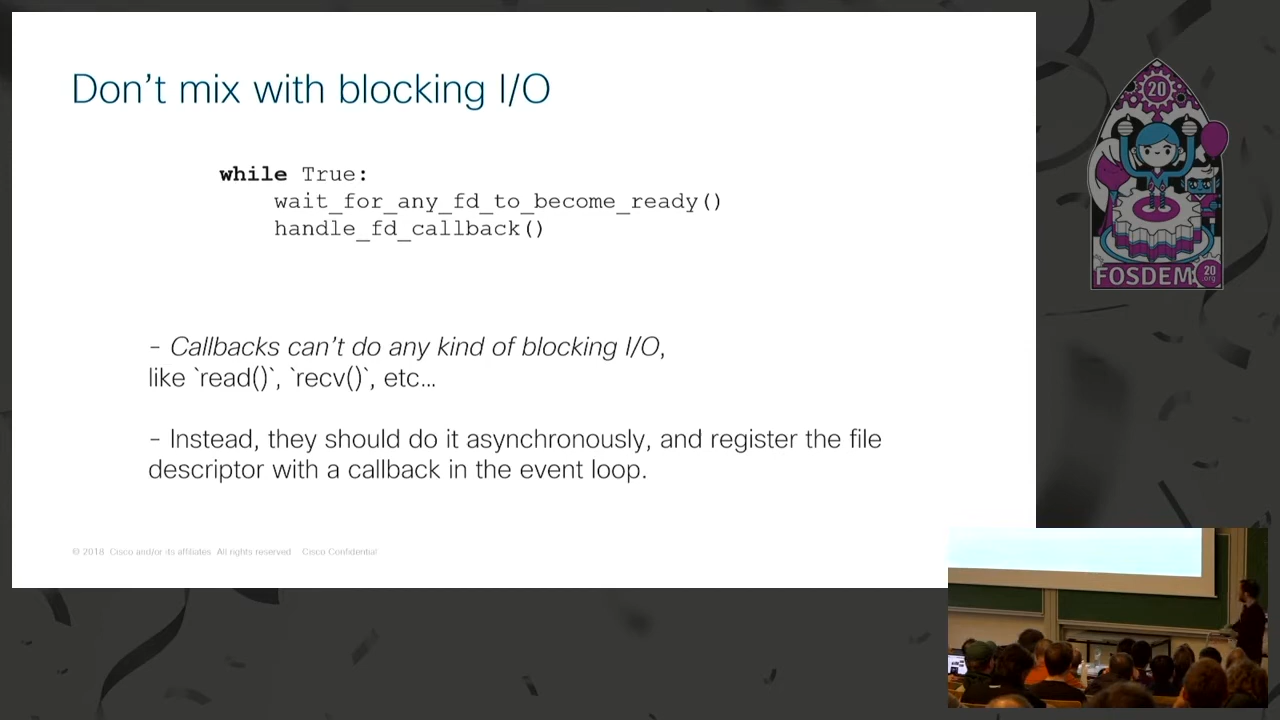 Don't mix with blocking I/O
while True:
wait_for_any_fd_to_become_ready()
handle_fd_callback()
– Callbacks can't do any kind of blocking I/O,
like `read()`, `recv()`, etc…
– Instead, they should do it asynchronously, and register the file
descriptor with a callback in the event loop.
© 2018 Cisco and/or its affiliates. All rights reserved. Cisco Confidential
20
FOSDEM
20
.org